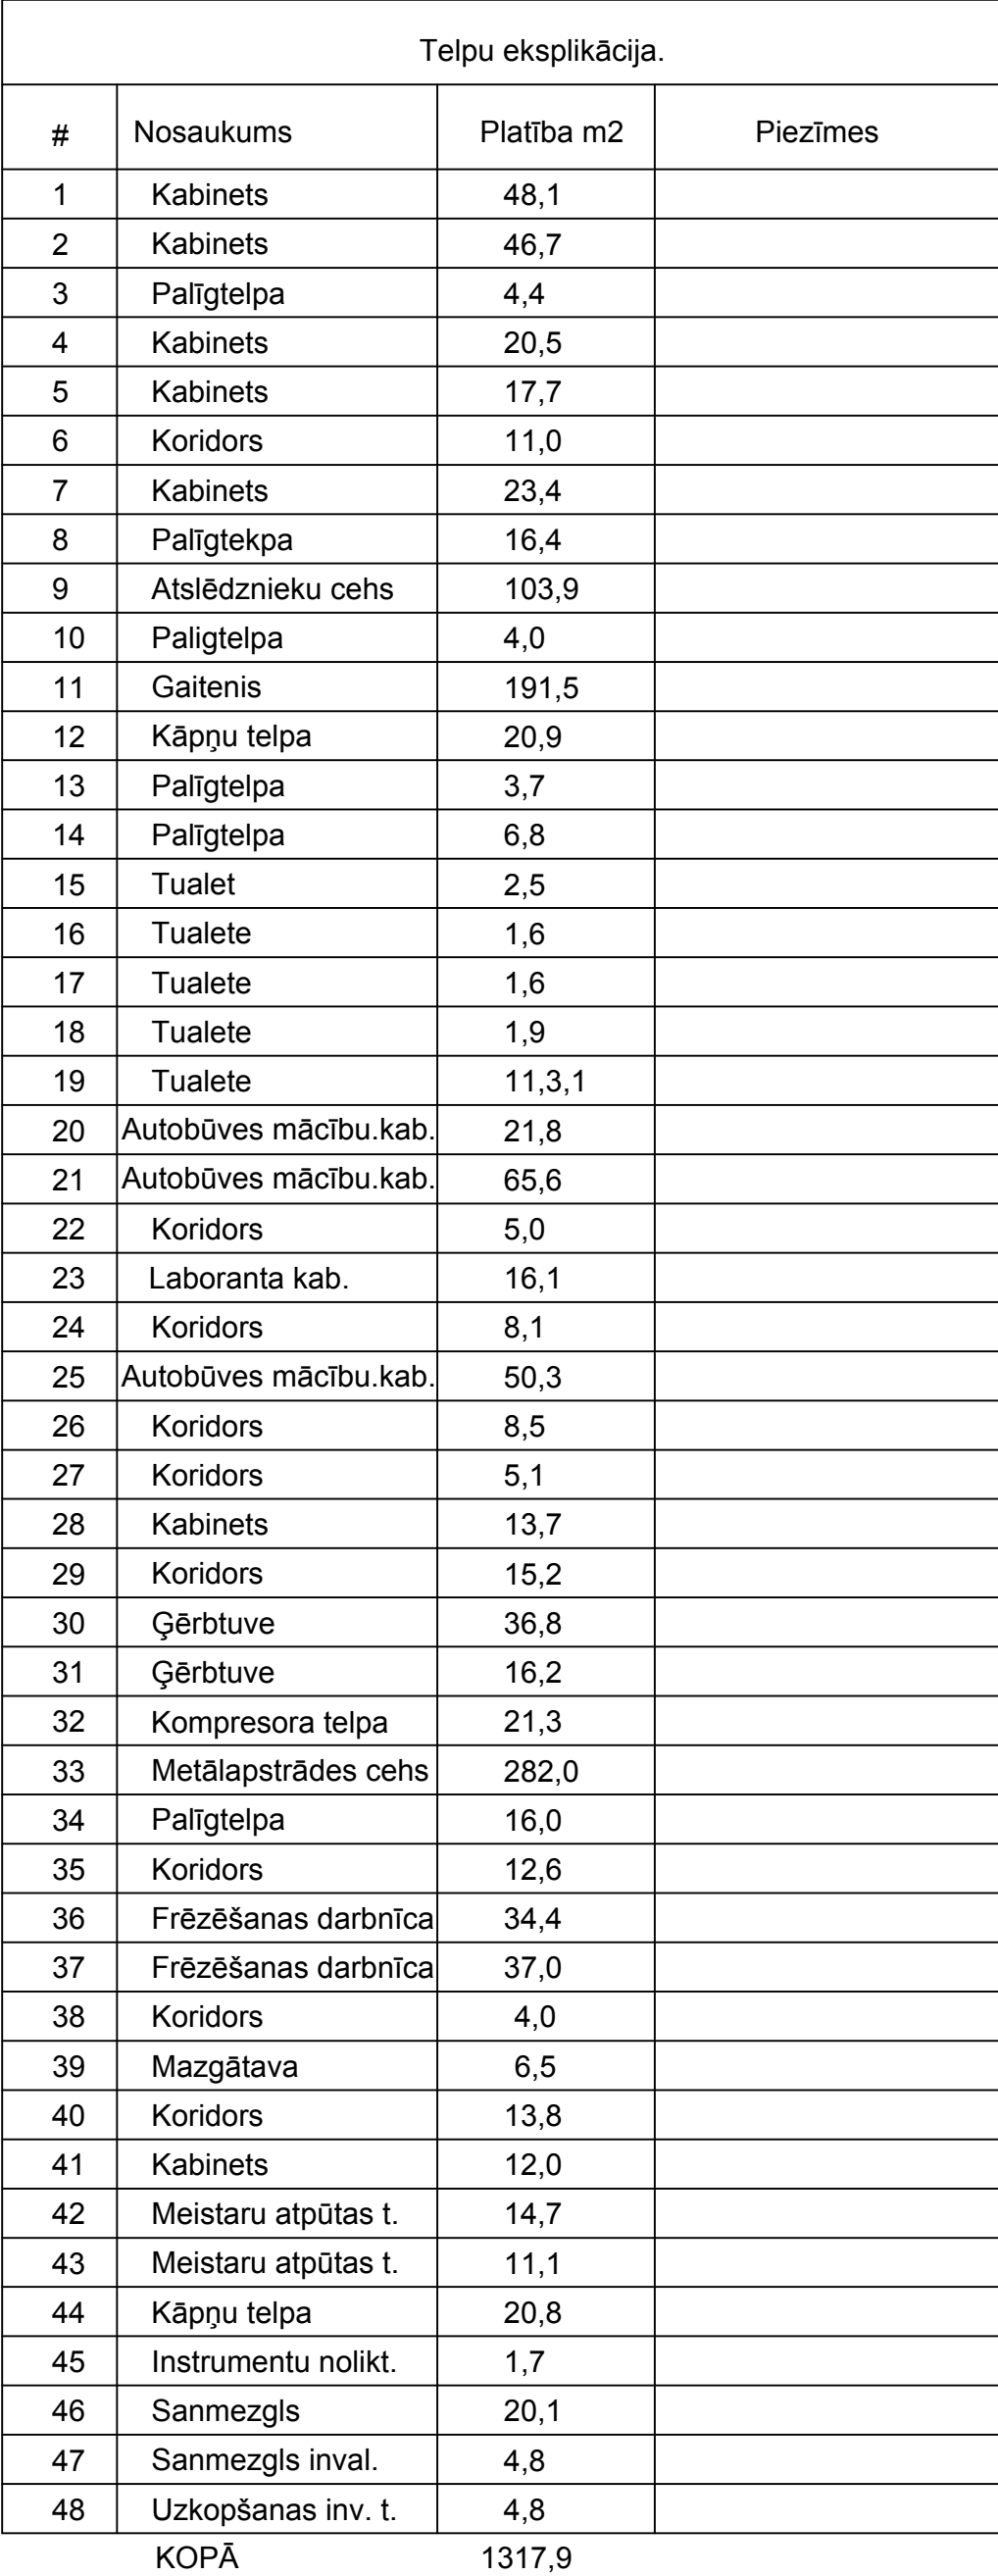 Telpu eksplikācija.
# Nosaukums Platība m2 Piezīmes
1 Kabinets 48,1
2 Kabinets 46,7
3 Palīgtelpa 4,4
4 Kabinets 20,5
5 Kabinets 17,7
6 Koridors 11,0
7 Kabinets 23,4
8 Palīgtekpa 16,4
9 Atslēdznieku cehs 103,9
10 Paligtelpa 4,0
11 Gaitenis 191,5
12 Kāpņu telpa 20,9
13 Palīgtelpa 3,7
14 Palīgtelpa 6,8
15 Tualet 2,5
16 Tualete 1,6
17 Tualete 1,6
18 Tualete 1,9
19 Tualete 11,3,1
20 Autobūves mācību.kab. 21,8
21 Autobūves mācību.kab. 65,6
22 Koridors 5,0
23 Laboranta kab. 16,1
24 Koridors 8,1
25 Autobūves mācību.kab. 50,3
26 Koridors 8,5
27 Koridors 5,1
28 Kabinets 13,7
29 Koridors 15,2
30 Ģērbtuve 36,8
31 Ģērbtuve 16,2
32 Kompresora telpa 21,3
33 Metālapstrādes cehs 282,0
34 Palīgtelpa 16,0
35 Koridors 12,6
36 Frēzēšanas darbnīca 34,4
37 Frēzēšanas darbnīca 37,0
38 Koridors 4,0
39 Mazgātava 6,5
40 Koridors 13,8
41 Kabinets 12,0
42 Meistaru atpūtas t. 14,7
43 Meistaru atpūtas t. 11,1
44 Kāpņu telpa 20,8
45 Instrumentu nolikt. 1,7
46 Sanmezgls 20,1
47 Sanmezgls inval. 4,8
48 Uzkopšanas inv. t. 4,8
KOPĀ 1317,9